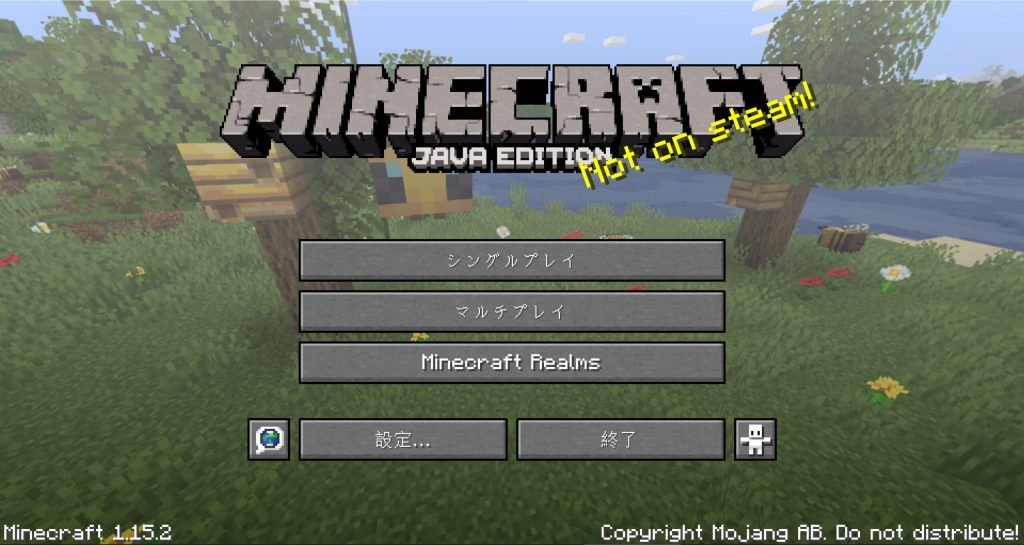 MINECRAFT
JAVA EDITION
Not on steam!
シングルプレイ
マルチプレイ
Minecraft Realms
設定...
終了
Minecraft 1.15.2
Copyright Mojang AB. Do not distribute!